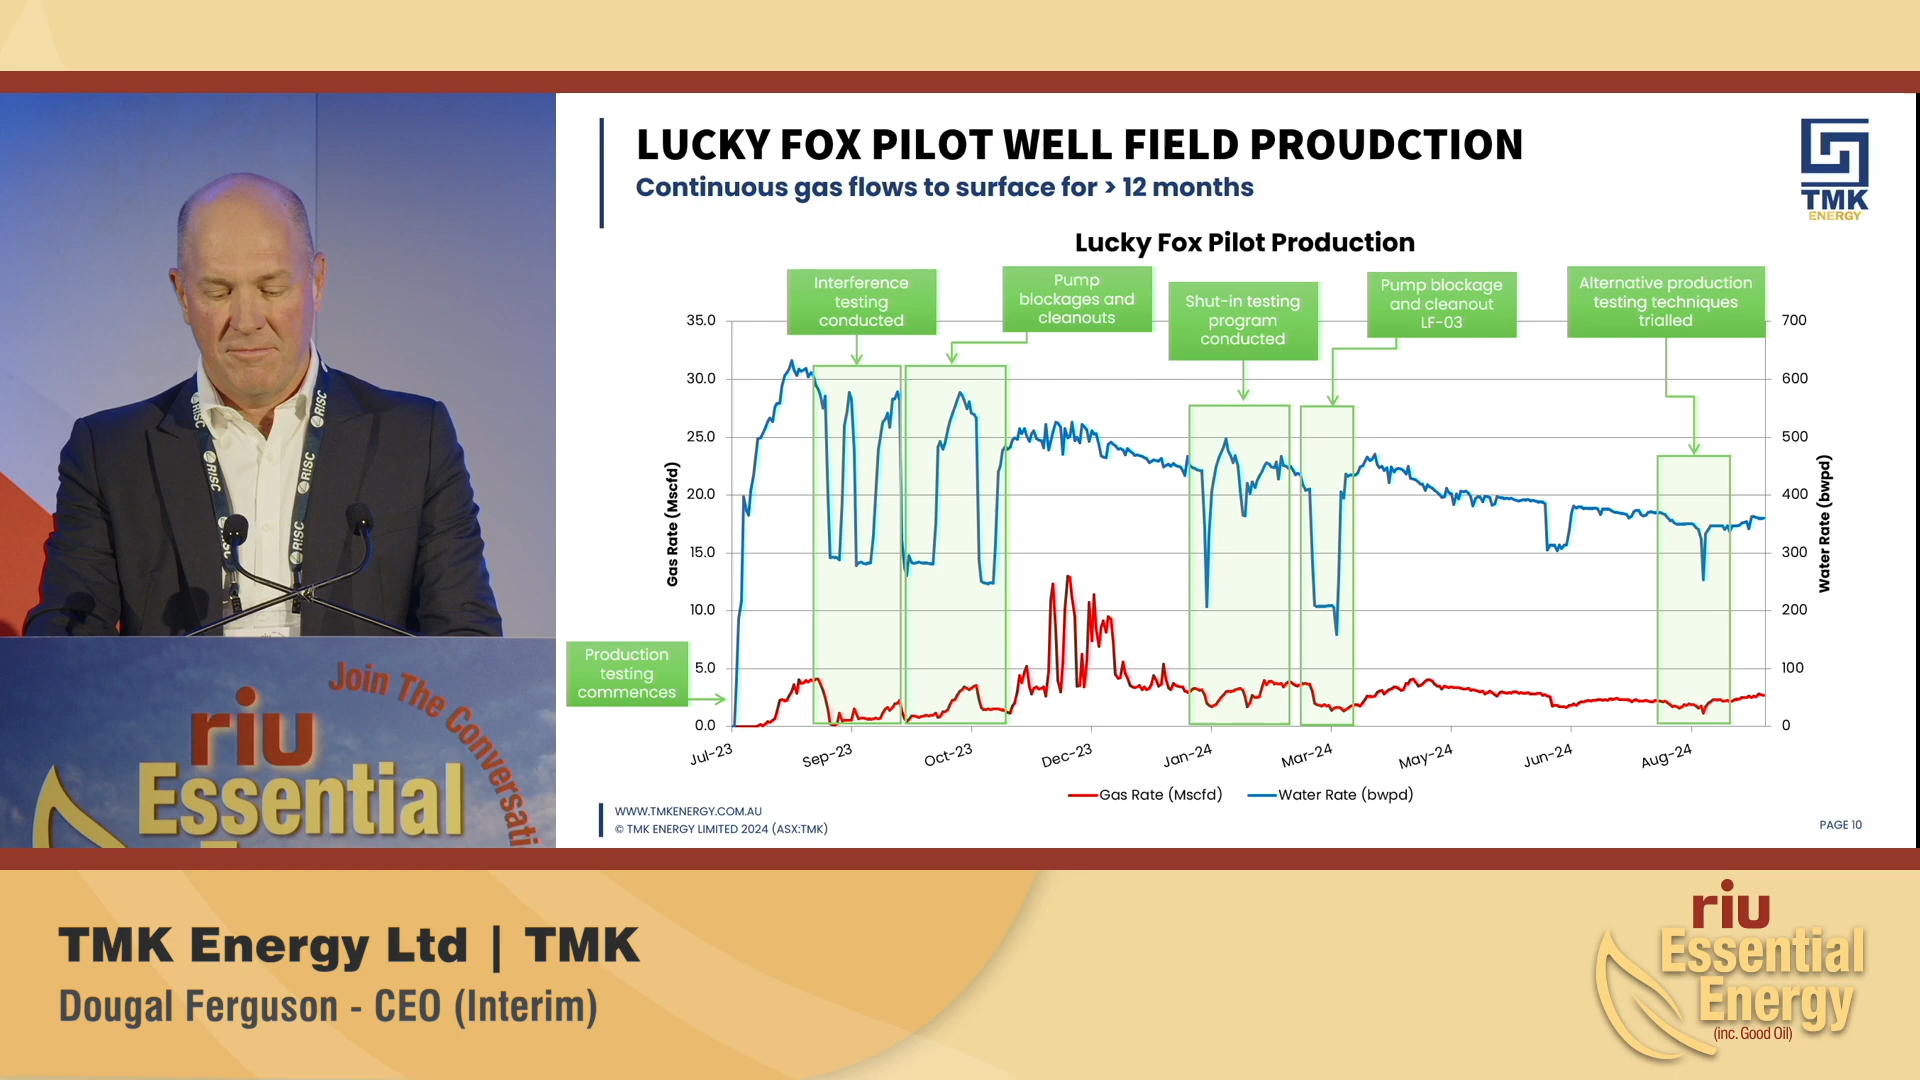 LUCKY FOX PILOT WELL FIELD PROUDCTION
Continuous gas flows to surface for > 12 months
TMK
ENERGY
Lucky Fox Pilot Production
Interference
testing
conducted
Pump
blockages and
cleanouts
Shut-in testing
program
conducted
Pump blockage
and cleanout
LF-03
Alternative production
testing techniques
trialled
Production
testing
commences
Gas Rate (Mscfd)
35.0
30.0
25.0
20.0
15.0
10.0
5.0
0.0
700
600
500
400
300
200
100
0
Water Rate (bwpd)
Jul-23
Sep-23
Oct-23
Dec-23
Jan-24
Mar-24
May-24
Jun-24
Aug-24
Gas Rate (Mscfd)
Water Rate (bwpd)
WWW.TMKENERGY.COM.AU
© TMK ENERGY LIMITED 2024 (ASX:TMK)
PAGE 10
RISC
RISC
RISC
RISC
RISC
RISC
Join The Conversati
riu
Essential
TMK Energy Ltd | TMK
Dougal Ferguson - CEO (Interim)
riu
Essential
Energy
(inc. Good Oil)